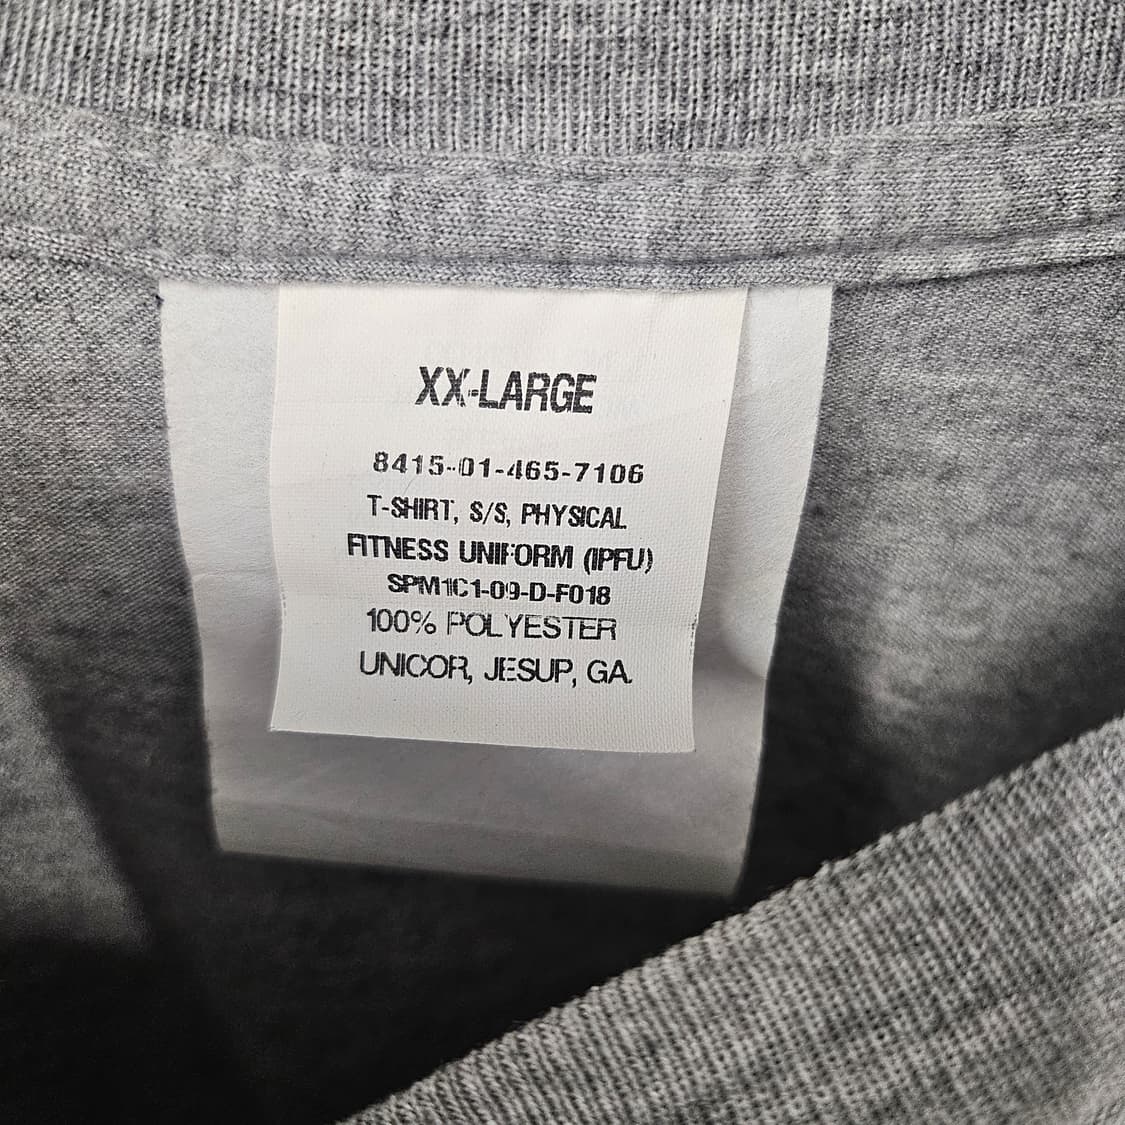 XX-LARGE
8415-01-465-7106
T-SHIRT, S/S, PHYSICAL
FITNESS UNIFORM (IPFU)
SPM1C1-09-D-F018
100% POLYESTER
UNICOR, JESUP, GA.